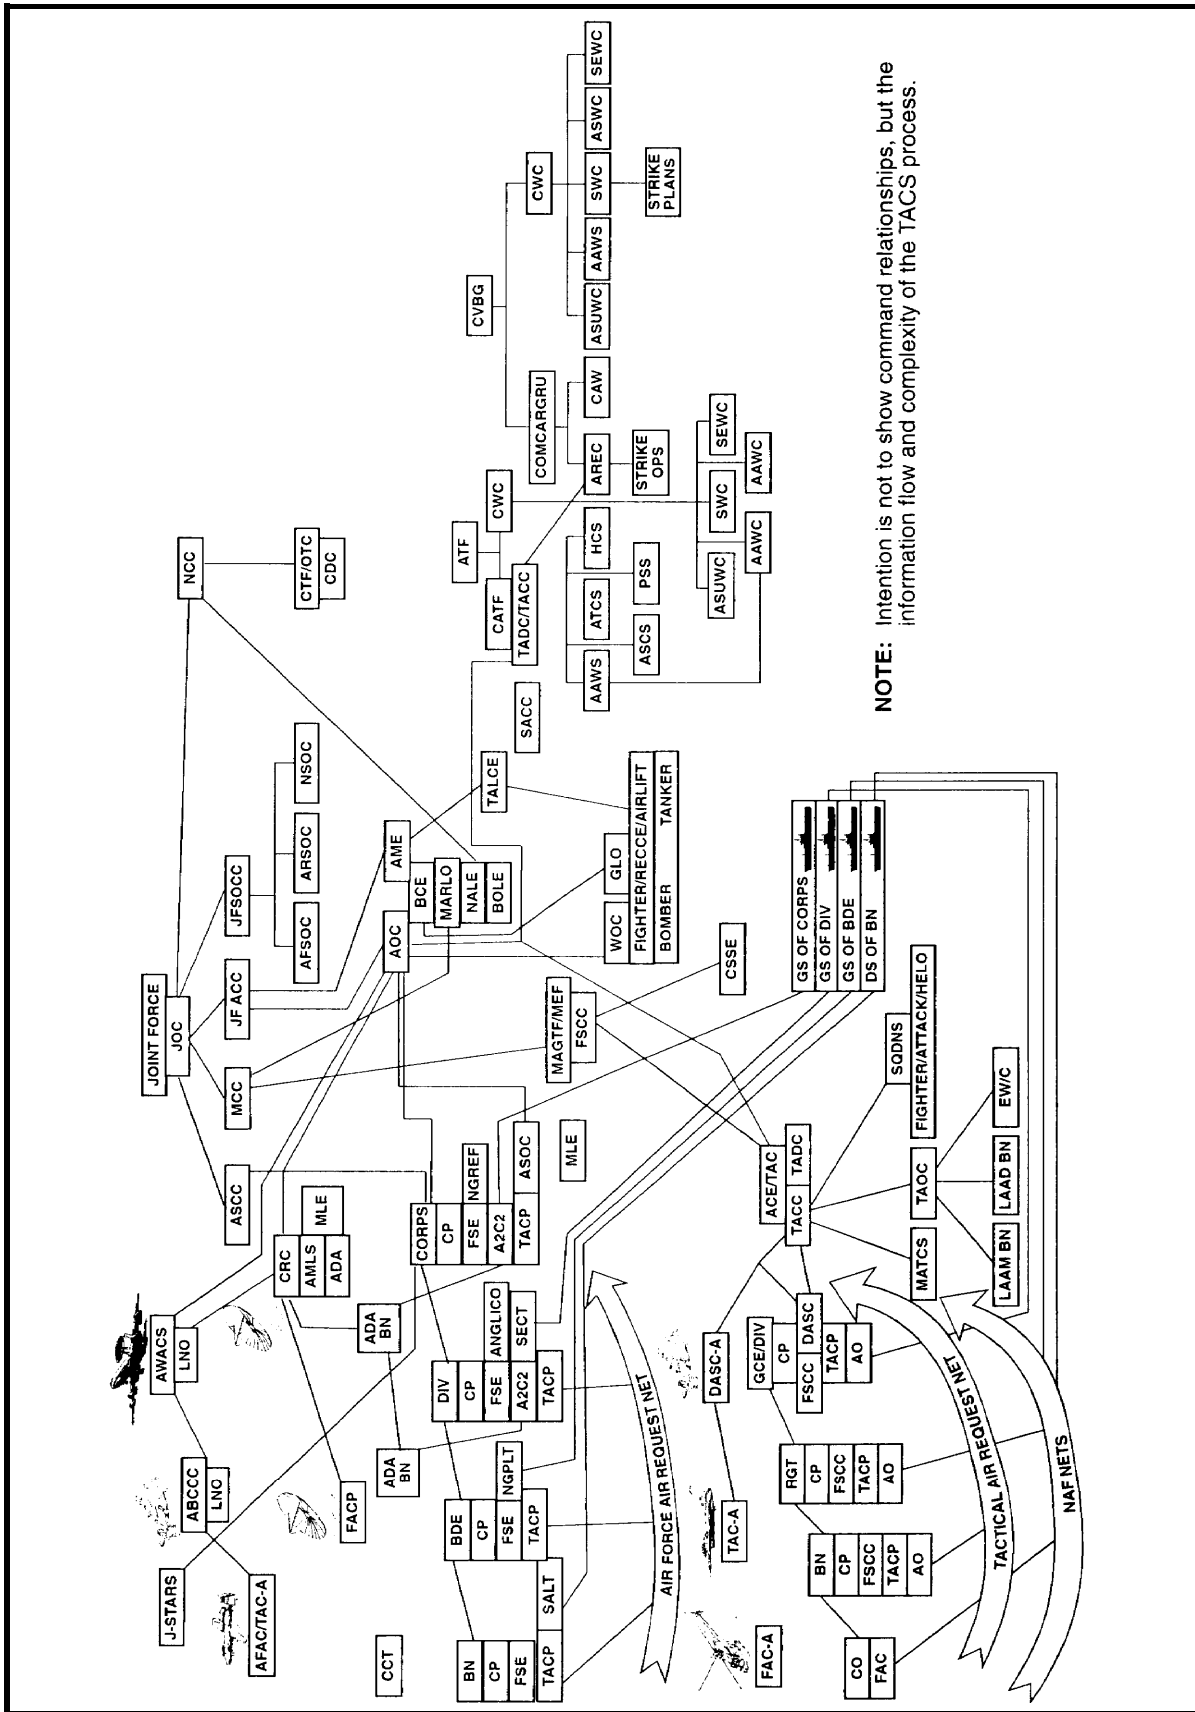 JOINT FORCE
JOC
NCC
ASCC
MCC
JF ACC
JFSOCC
CTF/OTC
CDC
AFSOC
ARSOC
NSOC
J-STARS
ABCCC
LNO
AWACS
LNO
AFAC/TAC-A
CRC
AMLS
ADA
MLE
FACP
ADA
BN
ADA
BN
CCT
AOC
AME
BCE
MARLO
NALE
BOLE
TALCE
SACC
CVBG
COMCARGRU
CWC
ATF
CATF
CWC
TADC/TACC
AREC
CAW
STRIKE
OPS
ASUWC
AAWS
SWC
ASWC
SEWC
STRIKE
PLANS
AAWS
ATCS
HCS
ASCS
PSS
ASUWC
SWC
SEWC
AAWC
AAWC
BN
CP
FSE
TACP
SALT
BDE
CP
FSE
NGPLT
TACP
DIV
CP
FSE
ANGLICO
A2C2
SECT
TACP
CORPS
CP
FSE
NGREF
A2C2
TACP
ASOC
MLE
MAGTF/MEF
FSCC
CSSE
WOC
GLO
FIGHTER/RECCE/AIRLIFT
BOMBER TANKER
AIR FORCE AIR REQUEST NET
FAC-A
TAC-A
DASC-A
GCE/DIV
CP
FSCC
DASC
TACP
AO
ACE/TAC
TACC
TADC
GS OF CORPS
GS OF DIV
GS OF BDE
DS OF BN
RGT
CP
FSCC
TACP
AO
BN
CP
FSCC
TACP
AO
CO
FAC
SQDNS
FIGHTER/ATTACK/HELO
MATCS
TAOC
LAAM BN
LAAD BN
EW/C
TACTICAL AIR REQUEST NET
NAF NETS
NOTE: Intention is not to show command relationships, but the
information flow and complexity of the TACS process.